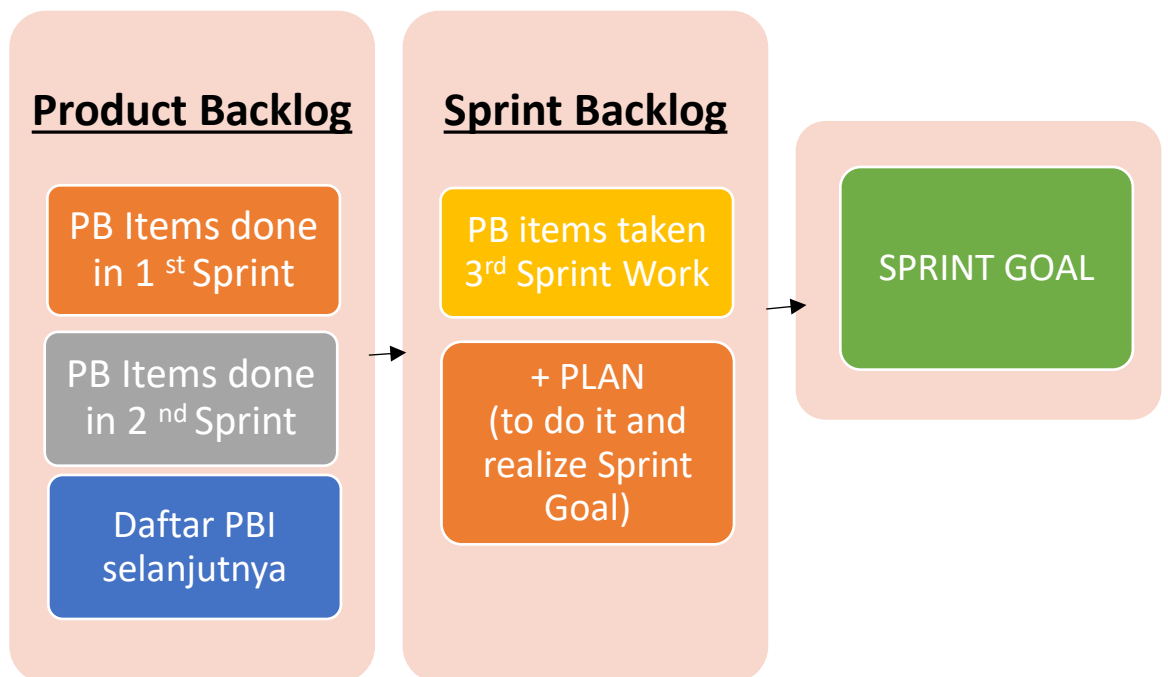 Product Backlog
PB Items done
in 1 st Sprint
PB Items done
in 2 nd Sprint
Daftar PBI
selanjutnya
Sprint Backlog
PB items taken
3rd Sprint Work
+ PLAN
(to do it and
realize Sprint
Goal)
SPRINT GOAL